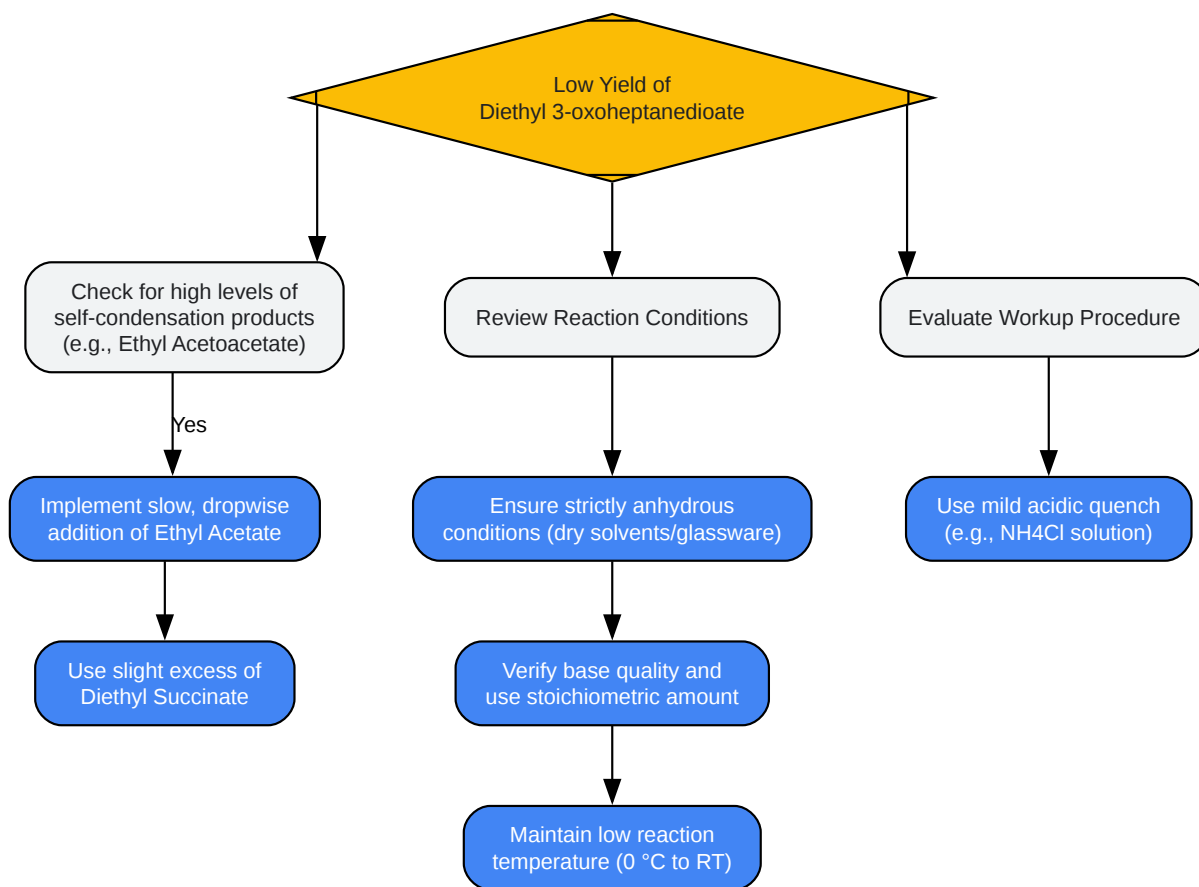 Low Yield of
Diethyl 3-oxoheptanedioate
Check for high levels of
self-condensation products
(e.g., Ethyl Acetoacetate)
Review Reaction Conditions
Evaluate Workup Procedure
Yes
Implement slow, dropwise
addition of Ethyl Acetate
Ensure strictly anhydrous
conditions (dry solvents/glassware)
Use mild acidic quench
(e.g., NH4Cl solution)
Use slight excess of
Diethyl Succinate
Verify base quality and
use stoichiometric amount
Maintain low reaction
temperature (0 °C to RT)